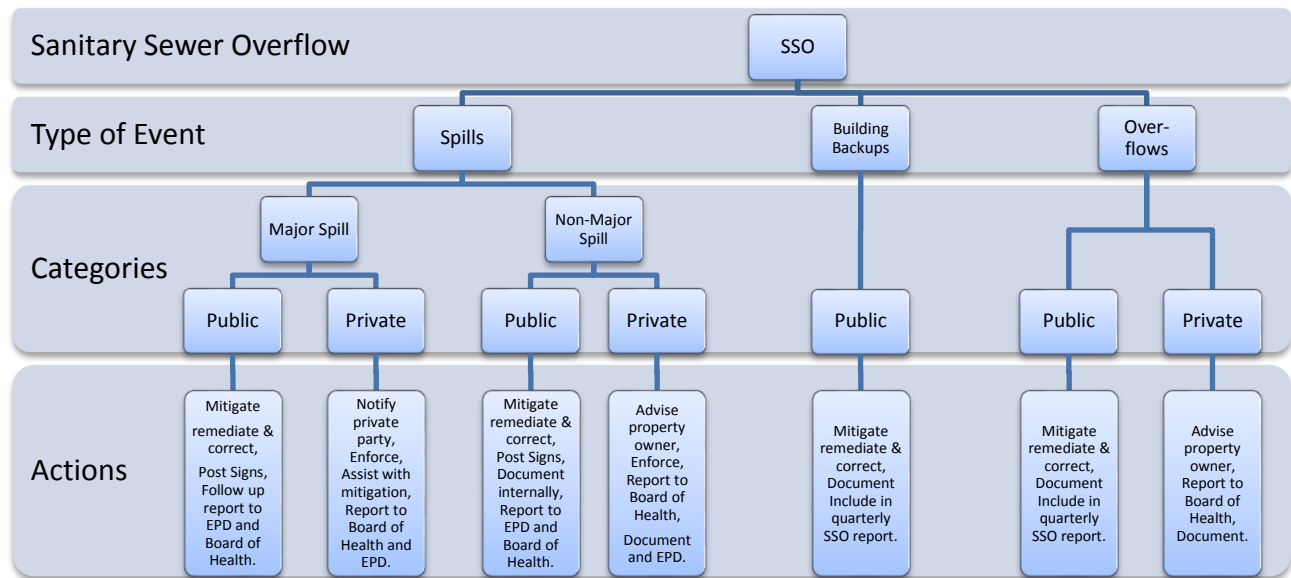 Sanitary Sewer Overflow
SSO
Type of Event
Spills
Building
Backups
Over-
flows
Categories
Major Spill
Non-Major
Spill
Public
Private
Public
Private
Public
Public
Private
Actions
Mitigate
remediate &
correct,
Post Signs,
Follow up
report to
EPD and
Board of
Health.
Notify
private
party,
Enforce,
Assist with
mitigation,
Report to
Board of
Health and
EPD.
Mitigate
remediate &
correct,
Post Signs,
Document
internally,
Report to
EPD and
Board of
Health.
Advise
property
owner,
Enforce,
Report to
Board of
Health,
Document
and EPD.
Mitigate
remediate &
correct,
Document
Include in
quarterly
SSO report.
Mitigate
remediate &
correct,
Document
Include in
quarterly
SSO report.
Advise
property
owner,
Report to
Board of
Health,
Document.